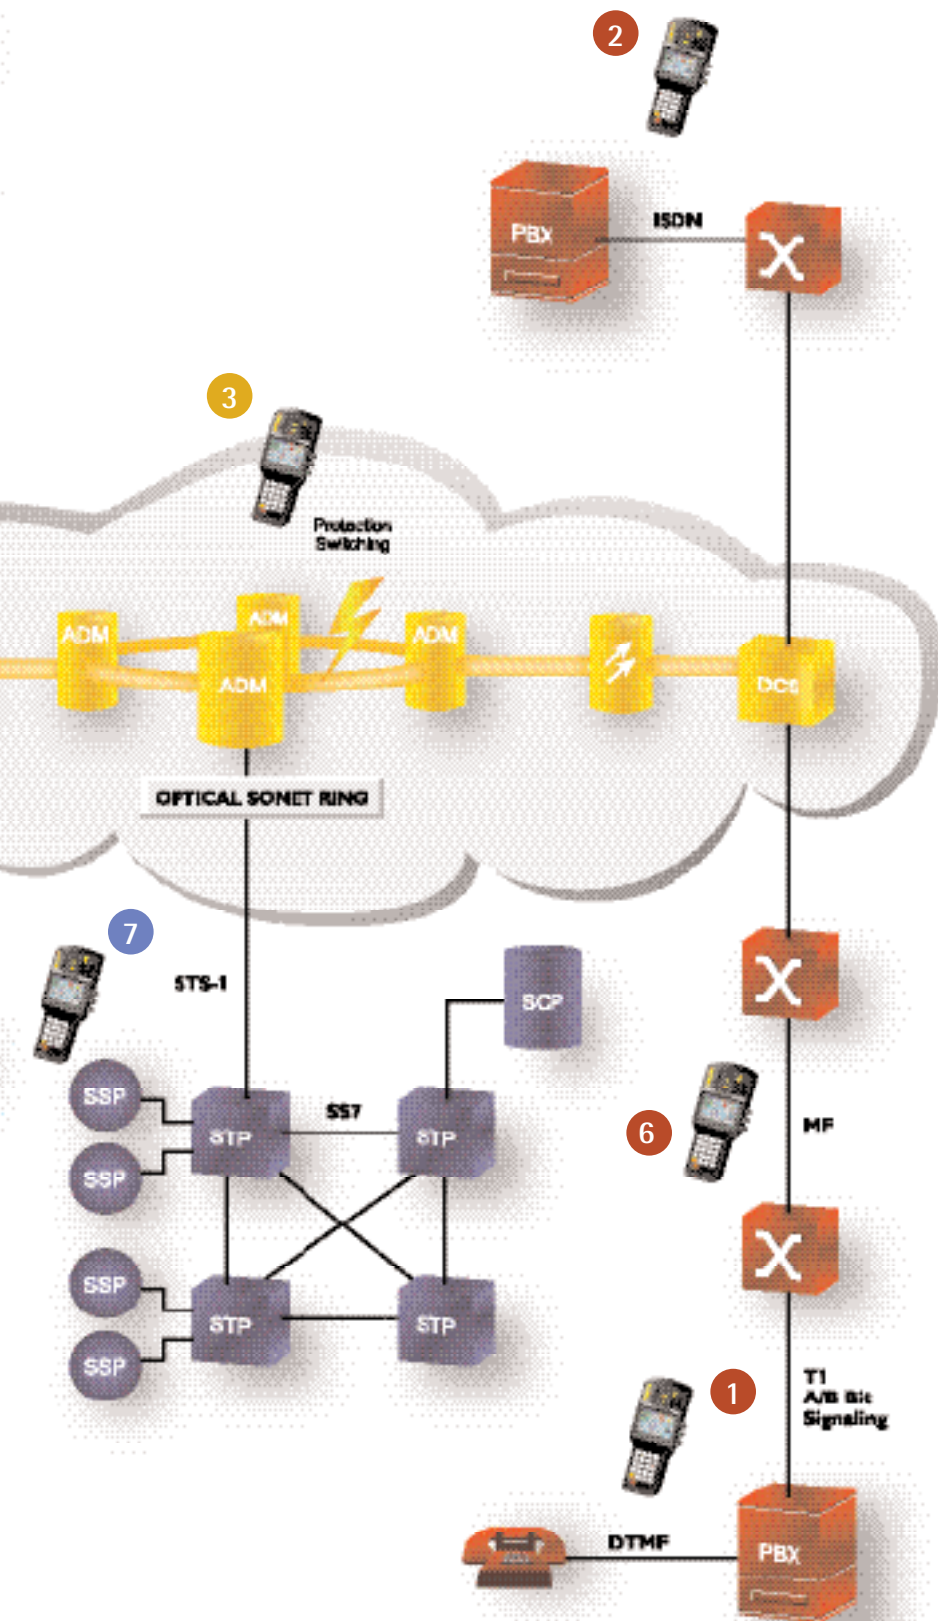 2
PBX
ISDN
X
3
Protection
Switching
ADM
ADM
ADM
ADM
DCS
OPTICAL SONET RING
7
STS-1
SCP
X
SSP
SSP
STP
SS7
STP
6
MF
SSP
SSP
STP
STP
X
1
T1
A/B Bit
Signaling
DTMF
PBX